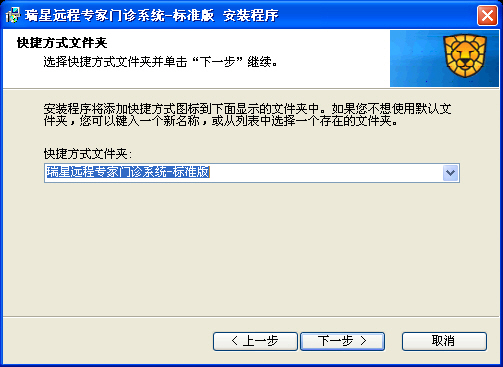 瑞星远程专家门诊系统-标准版 安装程序
快捷方式文件夹
选择快捷方式文件夹并单击“下一步”继续。
安装程序将添加快捷方式图标到下面显示的文件夹中。如果您不想使用默认文
件夹，您可以键入一个新名称，或从列表中选择一个存在的文件夹。
快捷方式文件夹:
瑞星远程专家门诊系统-标准版
< 上一步
下一步 >
取消